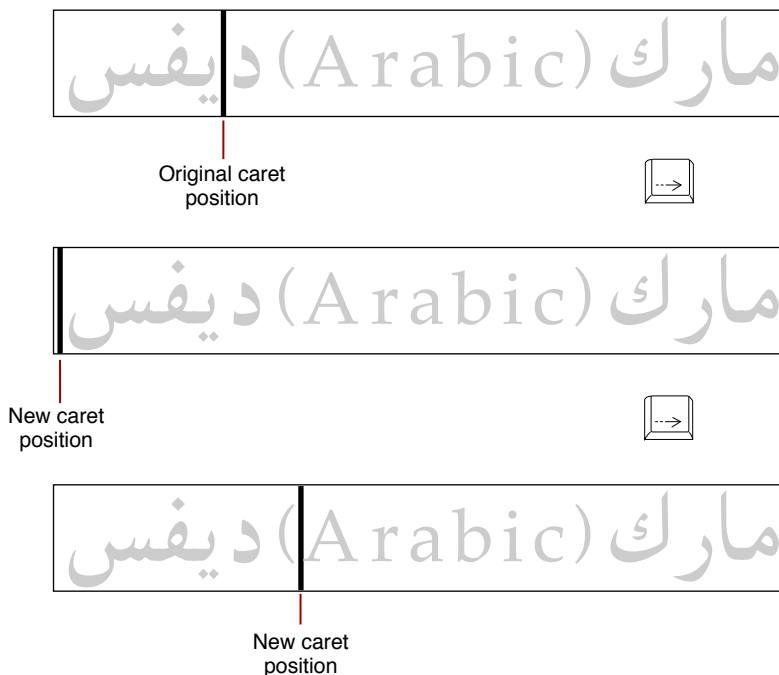 مارك (Arabic) ديفس
Original caret
position
مارك (Arabic) ديفس
New caret
position
مارك (Arabic) ديفس
New caret
position